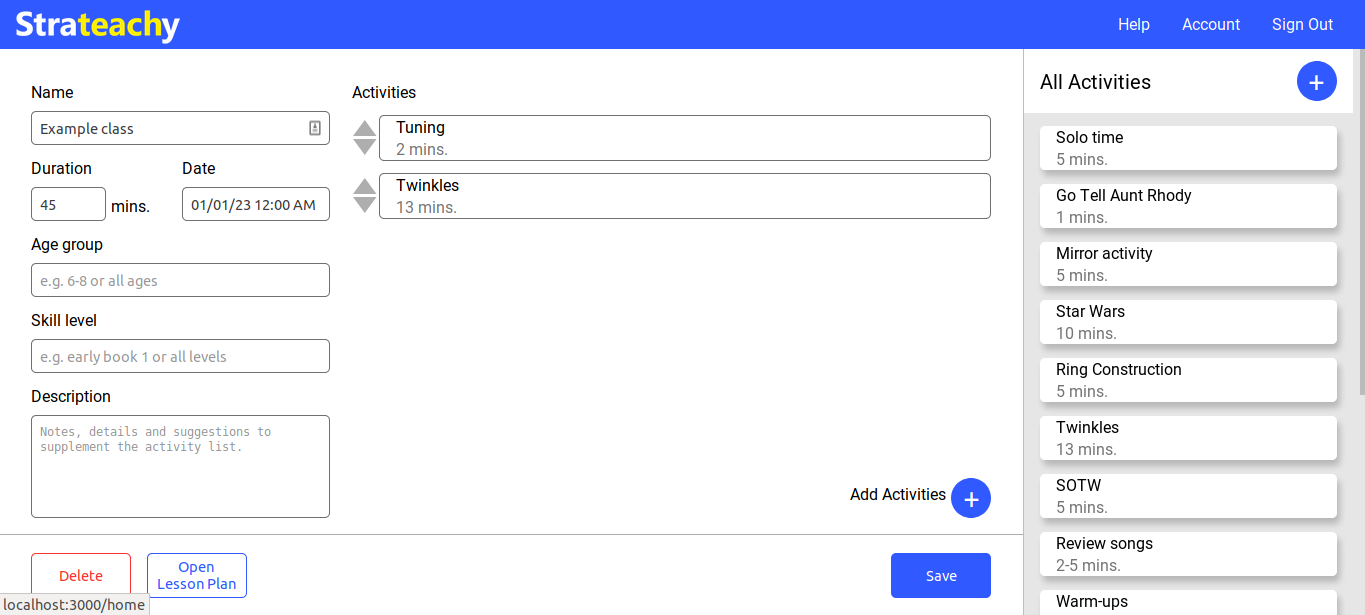 Strateachy
Help
Account
Sign Out
Name
Example class
Duration
Date
45
mins.
01/01/23 12:00 AM
Age group
e.g. 6-8 or all ages
Skill level
e.g. early book 1 or all levels
Description
Notes, details and suggestions to
supplement the activity list.
Activities
Tuning
2 mins.
Twinkles
13 mins.
Add Activities
+
Delete
Open
Lesson Plan
Save
localhost:3000/home
All Activities
+
Solo time
5 mins.
Go Tell Aunt Rhody
1 mins.
Mirror activity
5 mins.
Star Wars
10 mins.
Ring Construction
5 mins.
Twinkles
13 mins.
SOTW
5 mins.
Review songs
2-5 mins.
Warm-ups